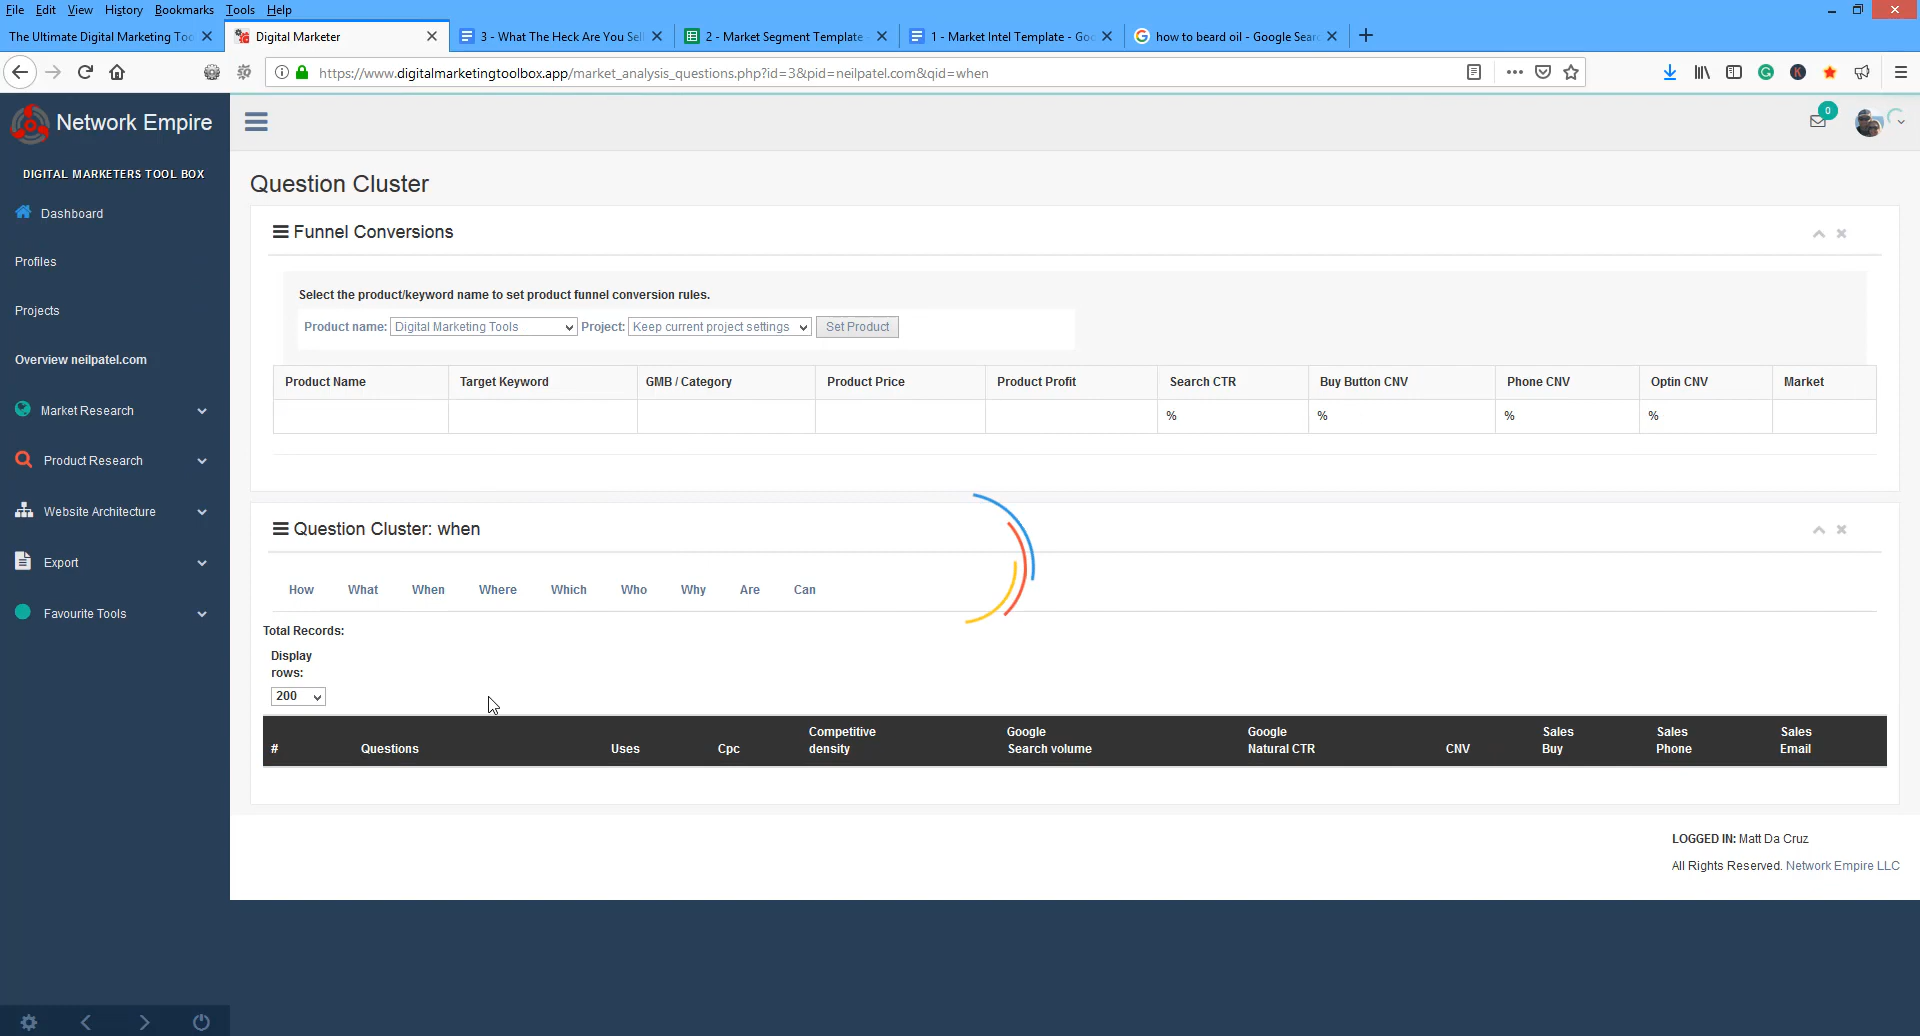 File Edit View History Bookmarks Tools Help
The Ultimate Digital Marketing Too
Digital Marketer
3 - What The Heck Are You Sel
2 - Market Segment Template
1 - Market Intel Template - Goo
how to beard oil - Google Sear
https://www.digitalmarketingtoolbox.app/market_analysis_questions.php?id=3&pid=neilpatel.com&qid=when
Network Empire
0
DIGITAL MARKETERS TOOL BOX
Dashboard
Profiles
Projects
Overview neilpatel.com
Market Research
Product Research
Website Architecture
Export
Favourite Tools
Question Cluster
Funnel Conversions
Select the product/keyword name to set product funnel conversion rules.
Product name: Digital Marketing Tools Project: Keep current project settings Set Product
Product Name Target Keyword GMB / Category Product Price Product Profit Search CTR Buy Button CNV Phone CNV Optin CNV Market
% % % %
Question Cluster: when
How What When Where Which Who Why Are Can
Total Records:
Display
rows:
200
# Questions Uses Cpc Competitive density Google Search volume Google Natural CTR CNV Sales Buy Sales Phone Sales Email
LOGGED IN: Matt Da Cruz
All Rights Reserved. Network Empire LLC